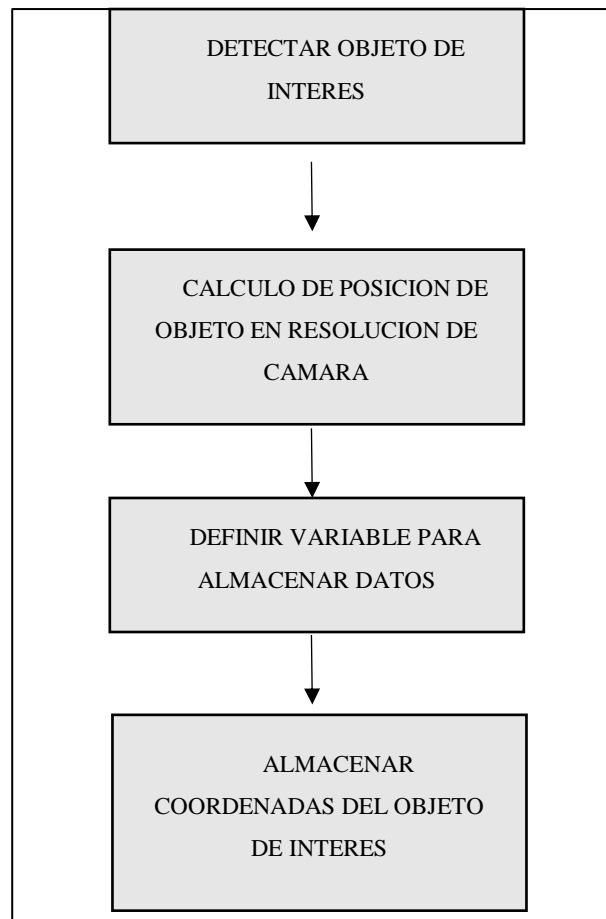 DETECTAR OBJETO DE
INTERES
CALCULO DE POSICION DE
OBJETO EN RESOLUCION DE
CAMARA
DEFINIR VARIABLE PARA
ALMACENAR DATOS
ALMACENAR
COORDENADAS DEL OBJETO
DE INTERES